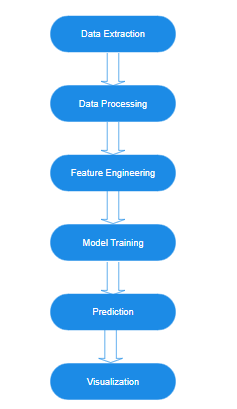 Data Extraction
Data Processing
Feature Engineering
Model Training
Prediction
Visualization